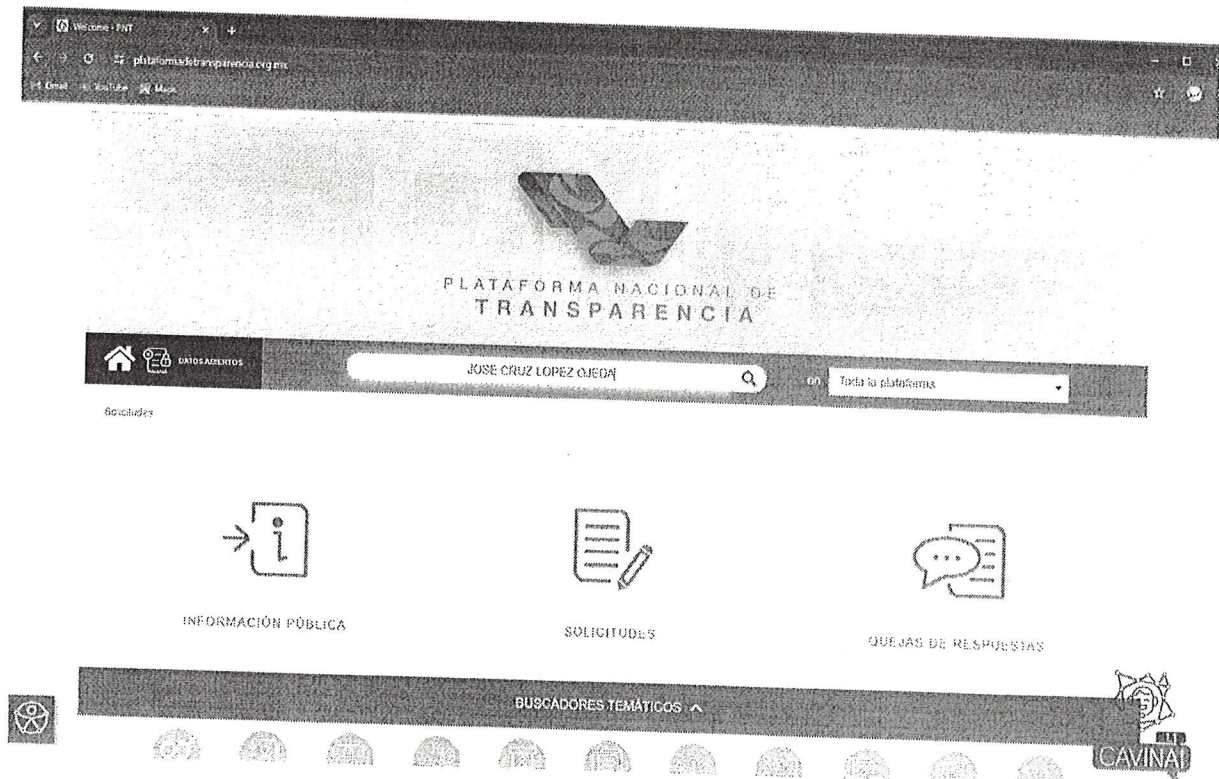 Welcome - PNT
plataformadetransparencia.org.mx
Gmail YouTube Maps
PLATAFORMA NACIONAL DE
TRANSPARENCIA
DATOS ABIERTOS
JOSE CRUZ LOPEZ OJEDA
en
Toda la plataforma
INFORMACIÓN PÚBLICA
SOLICITUDES
QUEJAS DE RESPUESTAS
BUSCADORES TEMÁTICOS
CAVINAI